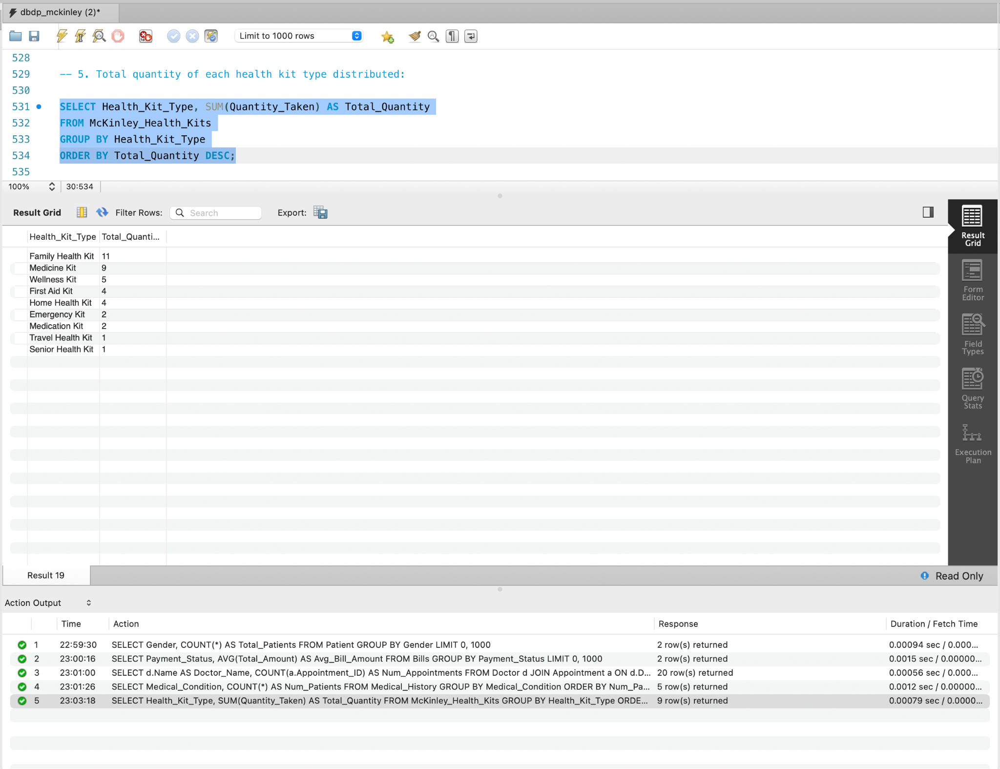 dbdp_mckinley (2)*
Limit to 1000 rows
528
529 -- 5. Total quantity of each health kit type distributed:
530
531 SELECT Health_Kit_Type, SUM(Quantity_Taken) AS Total_Quantity
532 FROM McKinley_Health_Kits
533 GROUP BY Health_Kit_Type
534 ORDER BY Total_Quantity DESC;
535
100% 30:534
Result Grid Filter Rows: Search Export:
Health_Kit_Type Total_Quanti...
Family Health Kit 11
Medicine Kit 9
Wellness Kit 5
First Aid Kit 4
Home Health Kit 4
Emergency Kit 2
Medication Kit 2
Travel Health Kit 1
Senior Health Kit 1
Result
Grid
Form
Editor
Field
Types
Query
Stats
Execution
Plan
Result 19 Read Only
Action Output
Time Action Response Duration / Fetch Time
1 22:59:30 SELECT Gender, COUNT(*) AS Total_Patients FROM Patient GROUP BY Gender LIMIT 0, 1000 2 row(s) returned 0.00094 sec / 0.000...
2 23:00:16 SELECT Payment_Status, AVG(Total_Amount) AS Avg_Bill_Amount FROM Bills GROUP BY Payment_Status LIMIT 0, 1000 2 row(s) returned 0.0015 sec / 0.00000...
3 23:01:00 SELECT d.Name AS Doctor_Name, COUNT(a.Appointment_ID) AS Num_Appointments FROM Doctor d JOIN Appointment a ON d.D... 20 row(s) returned 0.00056 sec / 0.000...
4 23:01:26 SELECT Medical_Condition, COUNT(*) AS Num_Patients FROM Medical_History GROUP BY Medical_Condition ORDER BY Num_Pa... 5 row(s) returned 0.0012 sec / 0.00000...
5 23:03:18 SELECT Health_Kit_Type, SUM(Quantity_Taken) AS Total_Quantity FROM McKinley_Health_Kits GROUP BY Health_Kit_Type ORDE... 9 row(s) returned 0.00079 sec / 0.0000...